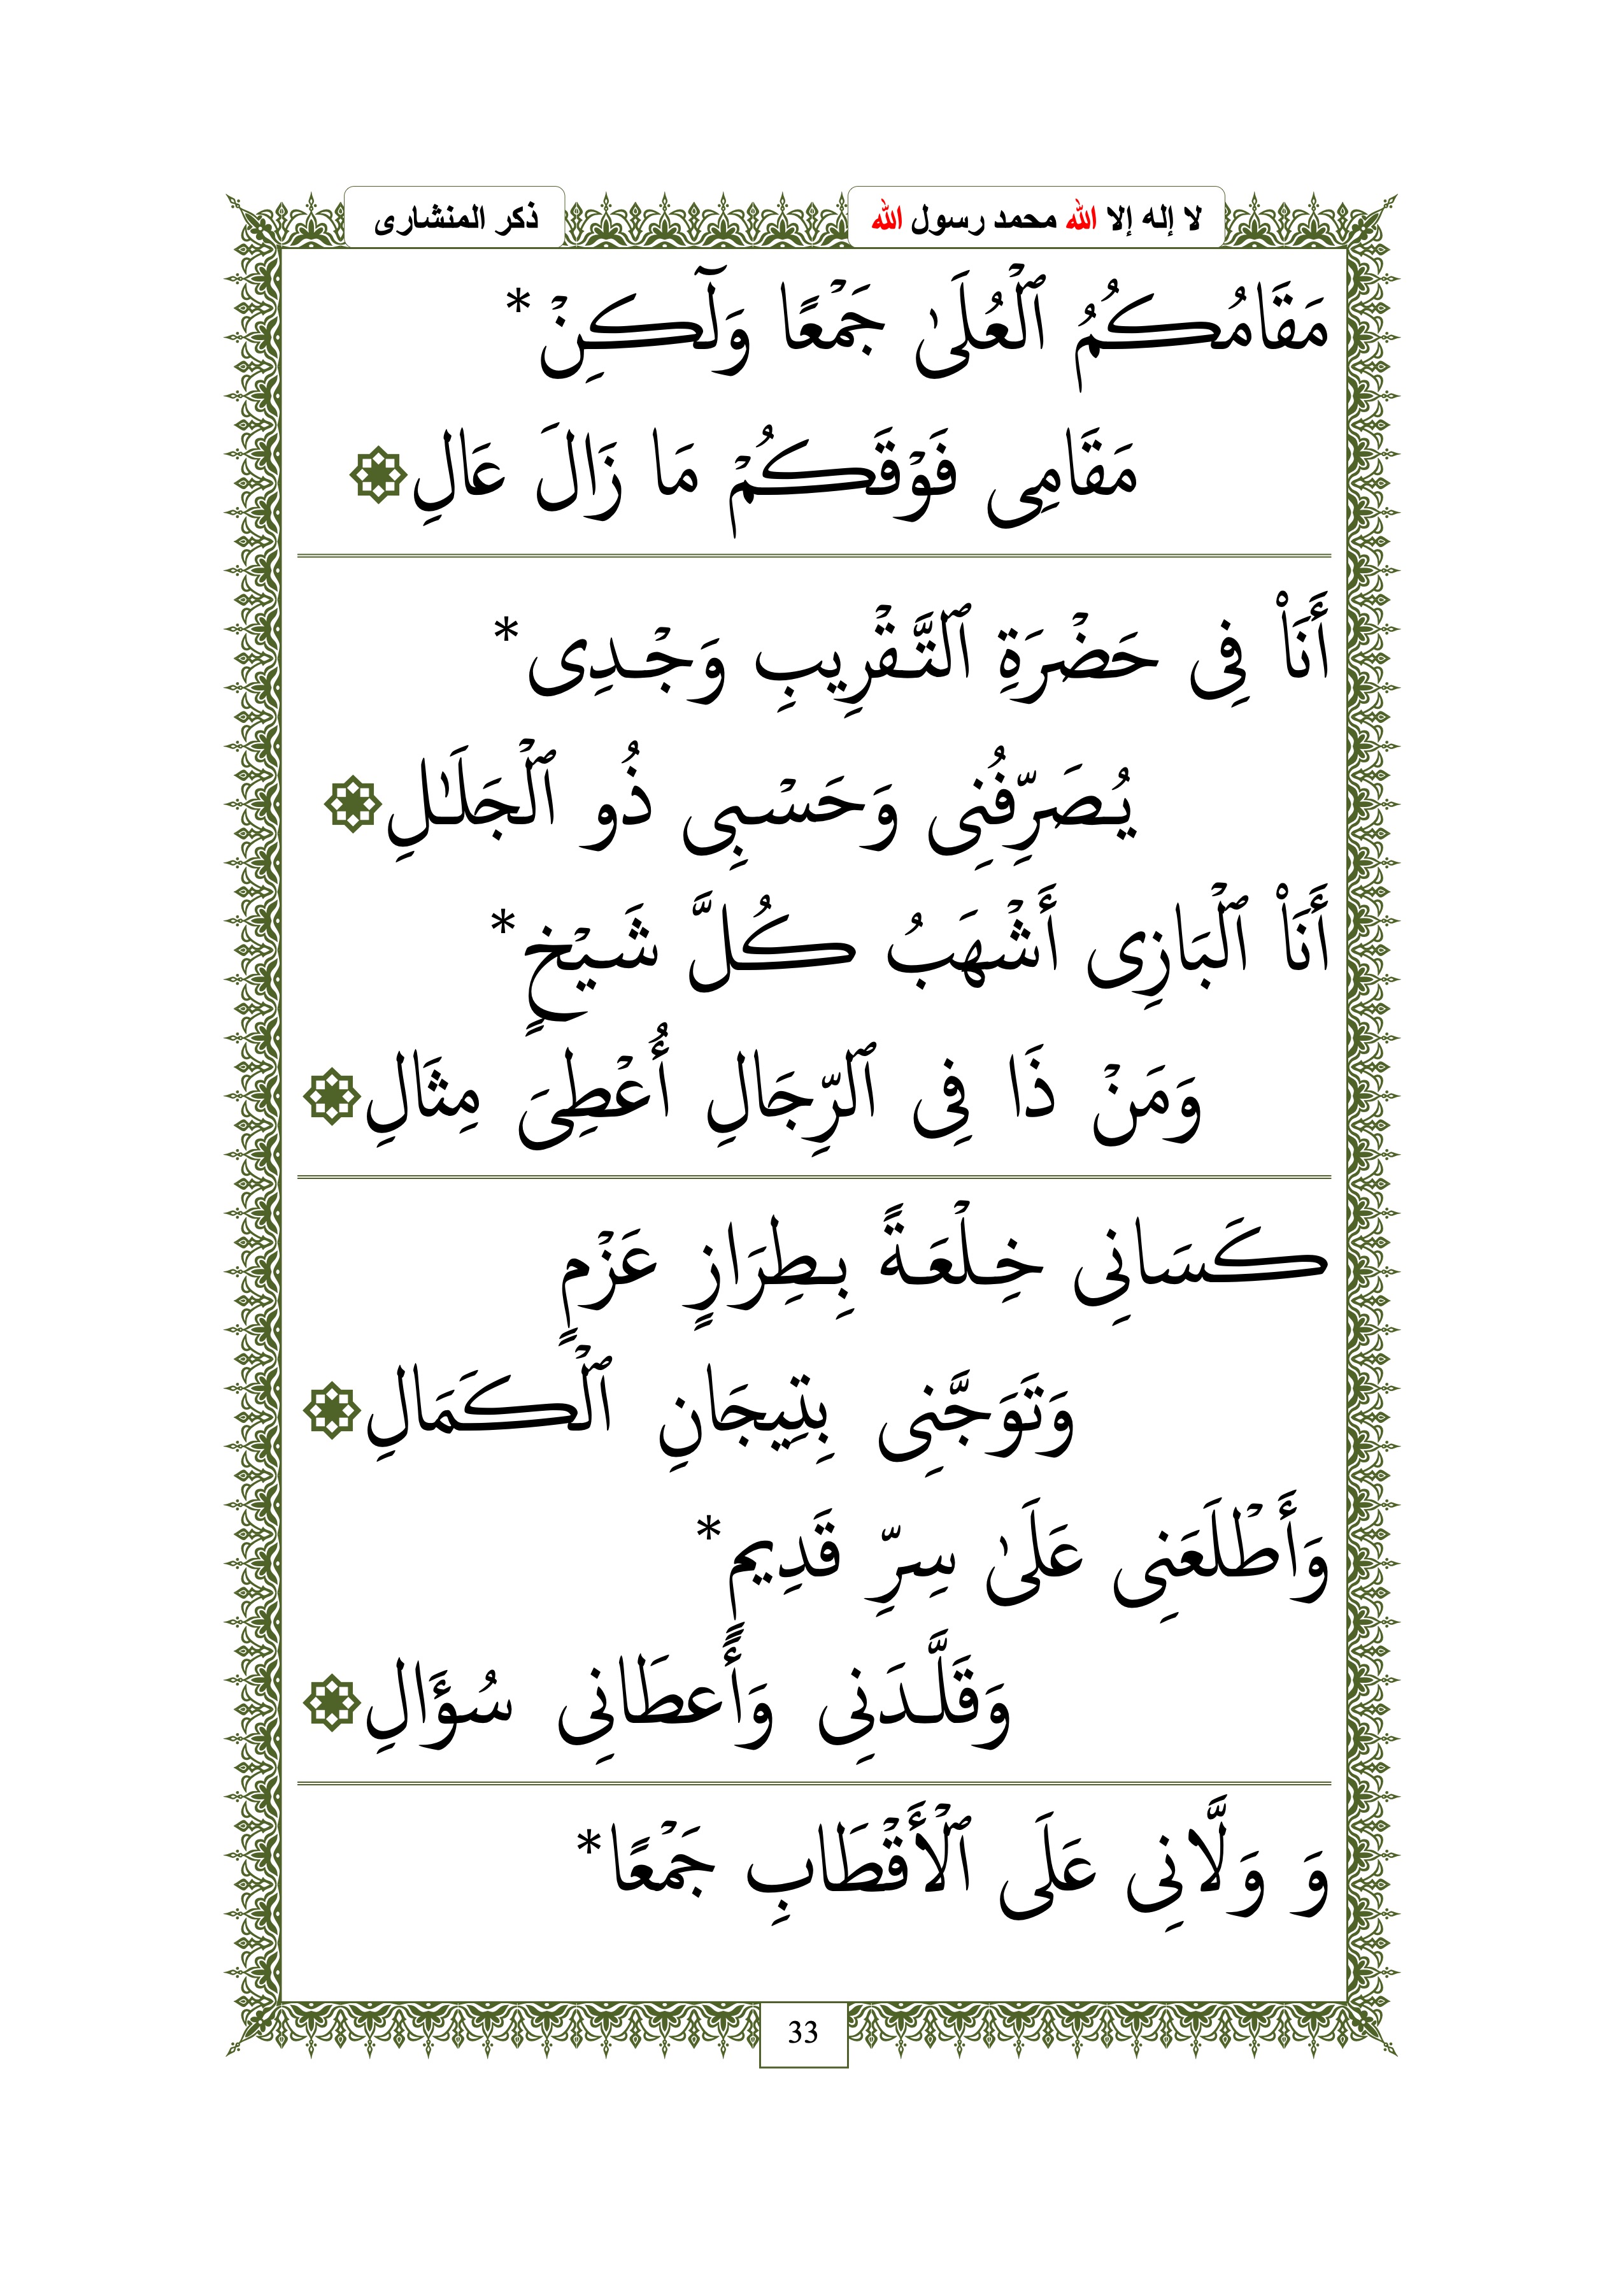 لا إله إلا الله محمد رسول الله
ذكر المنشارى
مَقَامُكُمُ ٱلْعُلَىٰ جَمْعًا وَلَٓكِنْ *
مَقَامِى فَوْقَكُمْ مَا زَالَ عَالِ ۞
أَنَا۠ فِى حَضْرَةِ ٱلتَّقْرِيبِ وَجْدِى *
يُصَرِّفُنِى وَحَسْبِى ذُو ٱلْجَلَٰلِ ۞
أَنَا۠ ٱلْبَازِى أَشْهَبُ كُلَّ شَيْخٍ *
وَمَنْ ذَا فِى ٱلرِّجَالِ أُعْطِىَ مِثَالِ ۞
كَسَانِى خِلْعَةً بِطِرَازٍ عَزْمٍ
وَتَوَجَّنِى بِتِيجَانِ ٱلْكَمَالِ ۞
وَأَطْلَعَنِى عَلَىٰ سِرِّ قَدِيمٍ *
وَقَلَّدَنِى وَأَعطَانِى سُؤَالِ ۞
وَ وَلَّانِى عَلَى ٱلْأَقْطَابِ جَمْعًا *
33